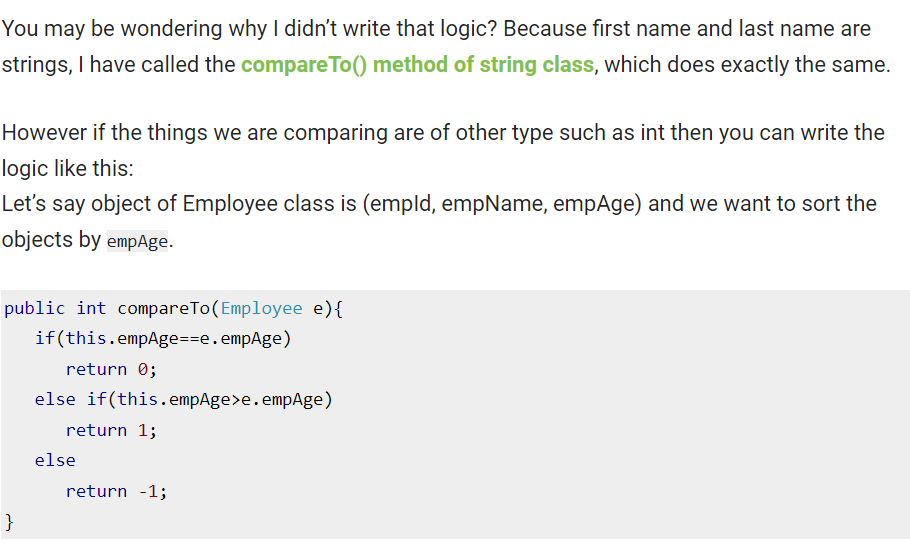 You may be wondering why I didn’t write that logic? Because first name and last name are
strings, I have called the compareTo() method of string class, which does exactly the same.
However if the things we are comparing are of other type such as int then you can write the
logic like this:
Let’s say object of Employee class is (empId, empName, empAge) and we want to sort the
objects by empAge.
public int compareTo(Employee e){
   if(this.empAge==e.empAge)
      return 0;
   else if(this.empAge>e.empAge)
      return 1;
   else
      return -1;
}